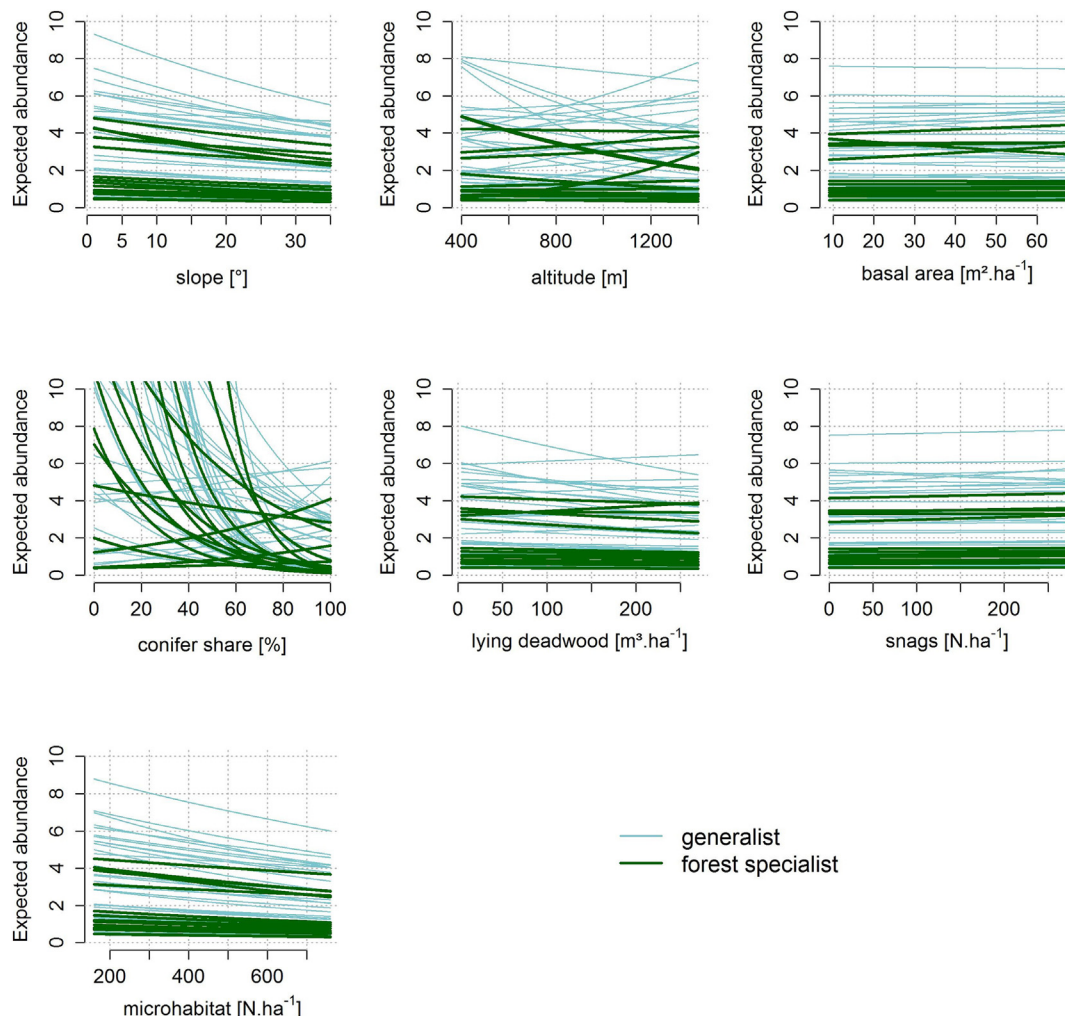 Expected abundance
0 2 4 6 8 10
0 5 10 20 30
slope [°]
Expected abundance
0 2 4 6 8 10
400 800 1200
altitude [m]
Expected abundance
0 2 4 6 8 10
10 20 30 40 50 60
basal area [m².ha⁻¹]
Expected abundance
0 2 4 6 8 10
0 20 40 60 80 100
conifer share [%]
Expected abundance
0 2 4 6 8 10
0 50 100 200
lying deadwood [m³.ha⁻¹]
Expected abundance
0 2 4 6 8 10
0 50 100 200
snags [N.ha⁻¹]
Expected abundance
0 2 4 6 8 10
200 400 600
microhabitat [N.ha⁻¹]
generalist
forest specialist